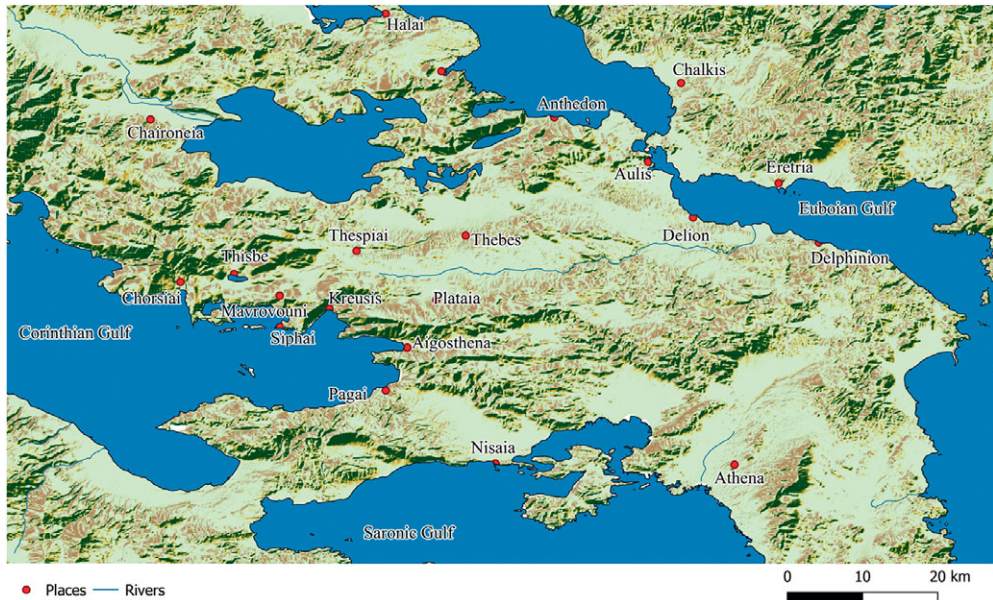 Halai
Chalkis
Anthedon
Chaironeia
Aulis
Eretria
Euboian Gulf
Thespiai
Thebes
Delion
Delphinion
Thisbe
Chorsiai
Mavrovouni
Kreusis
Plataia
Corinthian Gulf
Siphai
Aigosthena
Pagai
Nisaia
Athena
Saronic Gulf
Places
Rivers
0 10 20 km